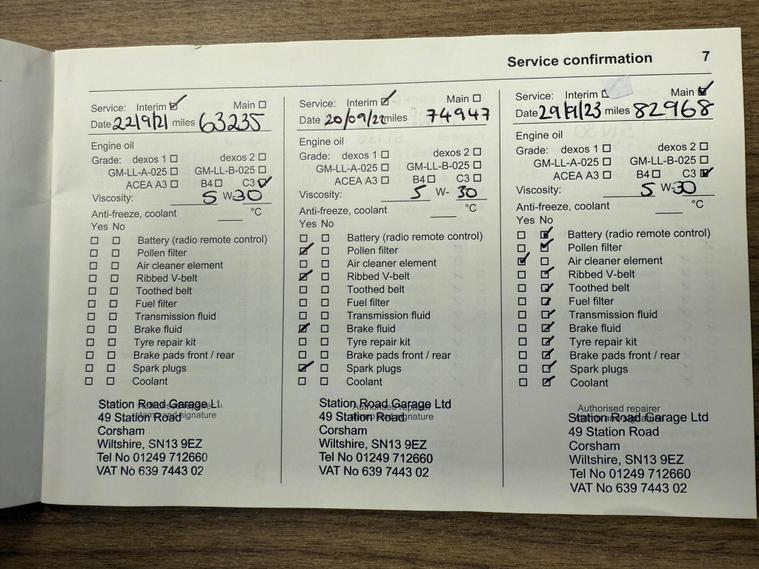 Service confirmation 7
Service: Interim Main
Date 22/9/21 miles 63235
Engine oil
Grade: dexos 1 dexos 2
GM-LL-A-025 GM-LL-B-025
ACEA A3 B4 C3
Viscosity: 5 W-30
Anti-freeze, coolant °C
Yes No
Battery (radio remote control)
Pollen filter
Air cleaner element
Ribbed V-belt
Toothed belt
Fuel filter
Transmission fluid
Brake fluid
Tyre repair kit
Brake pads front / rear
Spark plugs
Coolant
Station Road Garage Lt
49 Station Road
Corsham
Wiltshire, SN13 9EZ
Tel No 01249 712660
VAT No 639 7443 02
Service: Interim Main
Date 20/09/22 miles 74947
Engine oil
Grade: dexos 1 dexos 2
GM-LL-A-025 GM-LL-B-025
ACEA A3 B4 C3
Viscosity: 5 W- 30
Anti-freeze, coolant °C
Yes No
Battery (radio remote control)
Pollen filter
Air cleaner element
Ribbed V-belt
Toothed belt
Fuel filter
Transmission fluid
Brake fluid
Tyre repair kit
Brake pads front / rear
Spark plugs
Coolant
Station Road Garage Ltd
49 Station Road
Corsham
Wiltshire, SN13 9EZ
Tel No 01249 712660
VAT No 639 7443 02
Service: Interim Main
Date 29/9/23 miles 82968
Engine oil
Grade: dexos 1 dexos 2
GM-LL-A-025 GM-LL-B-025
ACEA A3 B4 C3
Viscosity: 5 W-30
Anti-freeze, coolant °C
Yes No
Battery (radio remote control)
Pollen filter
Air cleaner element
Ribbed V-belt
Toothed belt
Fuel filter
Transmission fluid
Brake fluid
Tyre repair kit
Brake pads front / rear
Spark plugs
Coolant
Authorised repairer
Station Road Garage Ltd
49 Station Road
Corsham
Wiltshire, SN13 9EZ
Tel No 01249 712660
VAT No 639 7443 02